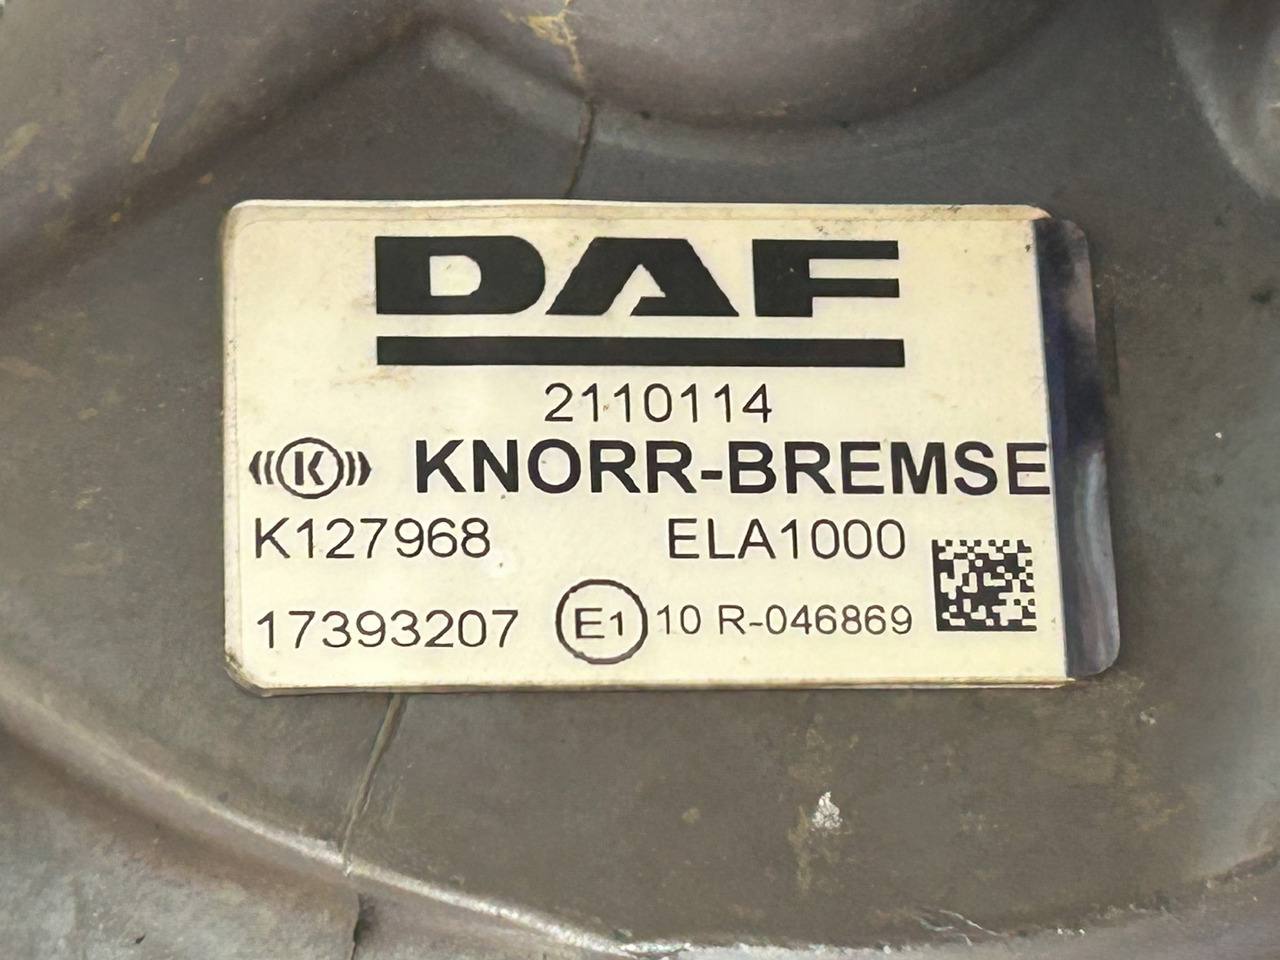 DAF
2110114
K KNORR-BREMSE
K127968 ELA1000
17393207 E1 10 R-046869